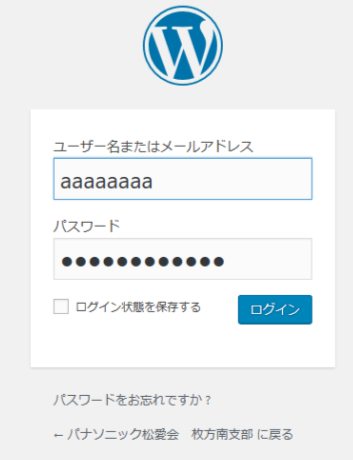 ユーザー名またはメールアドレス
aaaaaaaa
パスワード
●●●●●●●●●●●●
ログイン状態を保存する
ログイン
パスワードをお忘れですか ?
← パナソニック松愛会　枚方南支部 に戻る